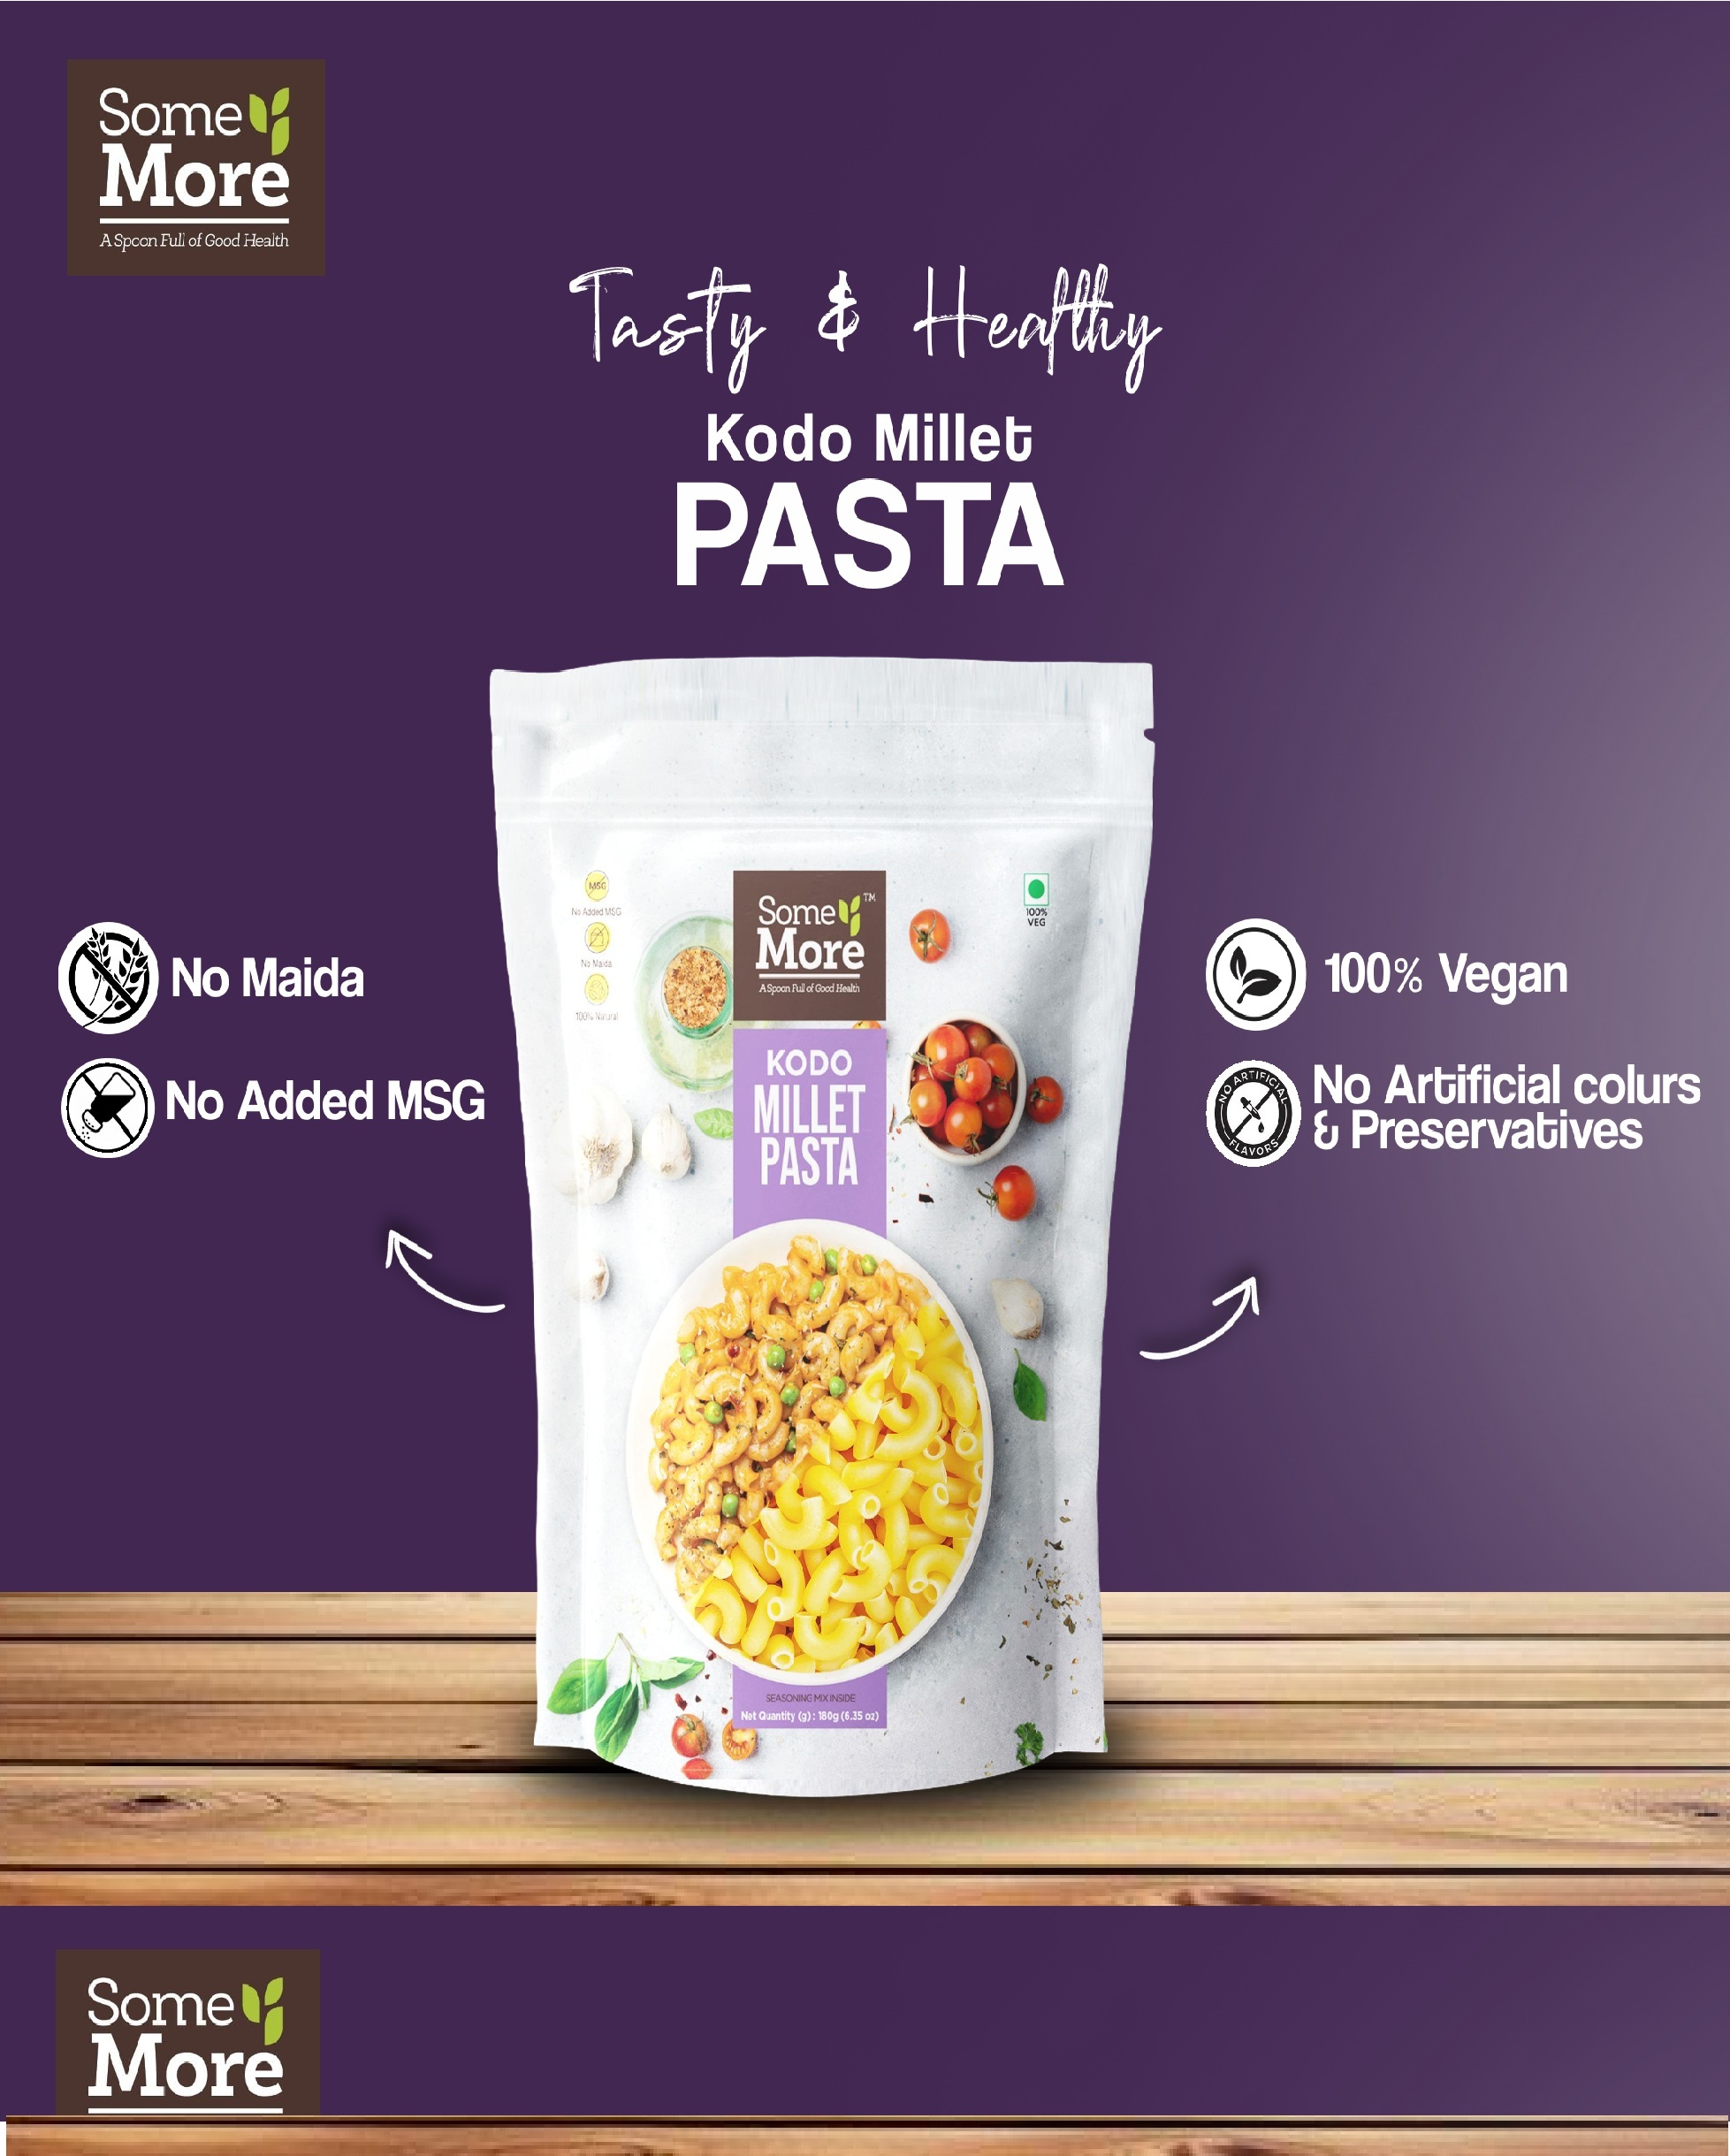 Some
More
A Spoon Full of Good Health
Tasty & Healthy
Kodo Millet
PASTA
No Maida
No Added MSG
100% Vegan
NO ARTIFICIAL
FLAVORS
No Artificial colurs
& Preservatives
MSG
No Added MSG
No Maida
100% Natural
Some
TM
More
A Spoon Full of Good Health
100%
VEG
KODO
MILLET
PASTA
SEASONING MIX INSIDE
Net Quantity (g) : 180g (6.35 oz)
Some
More